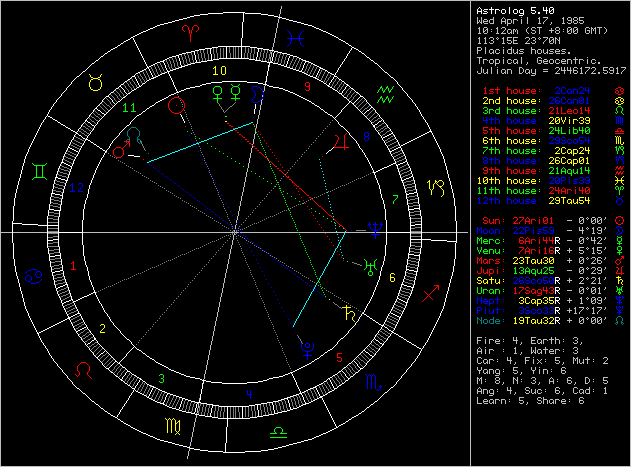 10
9
11
8
12
7
1
6
2
5
3
4
Astrolog 5.40
Wed April 17, 1985
10:12am (ST +8:00 GMT)
113°15E 23°70N
Placidus houses.
Tropical, Geocentric.
Julian Day = 2446172.5917
1st house: 2Can24
2nd house: 26Can01
3rd house: 21Leo14
4th house: 20Vir39
5th house: 24Lib40
6th house: 29Sco54
7th house: 2Cap24
8th house: 26Cap01
9th house: 21Aqu14
10th house: 20Pis39
11th house: 24Ari40
12th house: 29Tau54
Sun: 27Ari01 - 0°00'
Moon: - 4°19'
Merc: 6Ari44R - 0°42'
Venu: 7Ari16R + 5°15'
Mars: 23Tau30 + 0°26'
Jupi: 13Aqu25 - 0°29'
Satu: R + 2°21'
Uran: 17Sag43R - 0°01'
Nept: 3Cap35R + 1°09'
Plut: R +17°17'
Node: 19Tau32R + 0°00'
Fire: 4, Earth: 3,
Air : 1, Water: 3
Car: 4, Fix: 5, Mut: 2
Yang: 5, Yin: 6
M: 8, N: 3, A: 6, D: 5
Ang: 4, Suc: 6, Cad: 1
Learn: 5, Share: 6